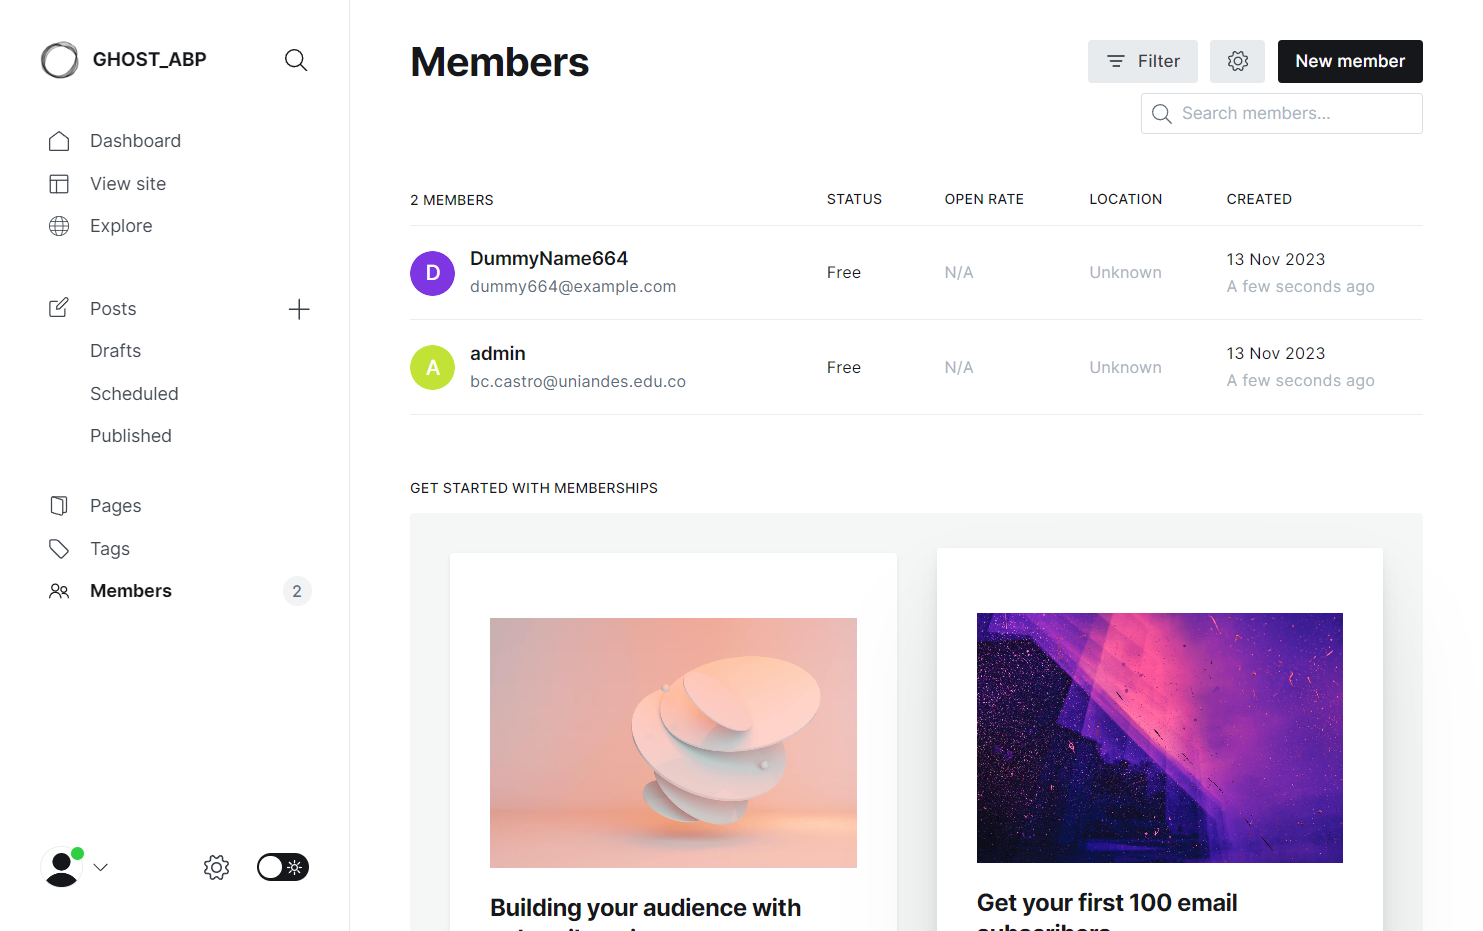 GHOST_ABP
Dashboard
View site
Explore
Posts
Drafts
Scheduled
Published
Pages
Tags
Members
2
Members
Filter
New member
Search members...
2 MEMBERS STATUS OPEN RATE LOCATION CREATED
D
DummyName664
dummy664@example.com
Free
N/A
Unknown
13 Nov 2023
A few seconds ago
A
admin
bc.castro@uniandes.edu.co
Free
N/A
Unknown
13 Nov 2023
A few seconds ago
GET STARTED WITH MEMBERSHIPS
Building your audience with
Get your first 100 email
subscribers